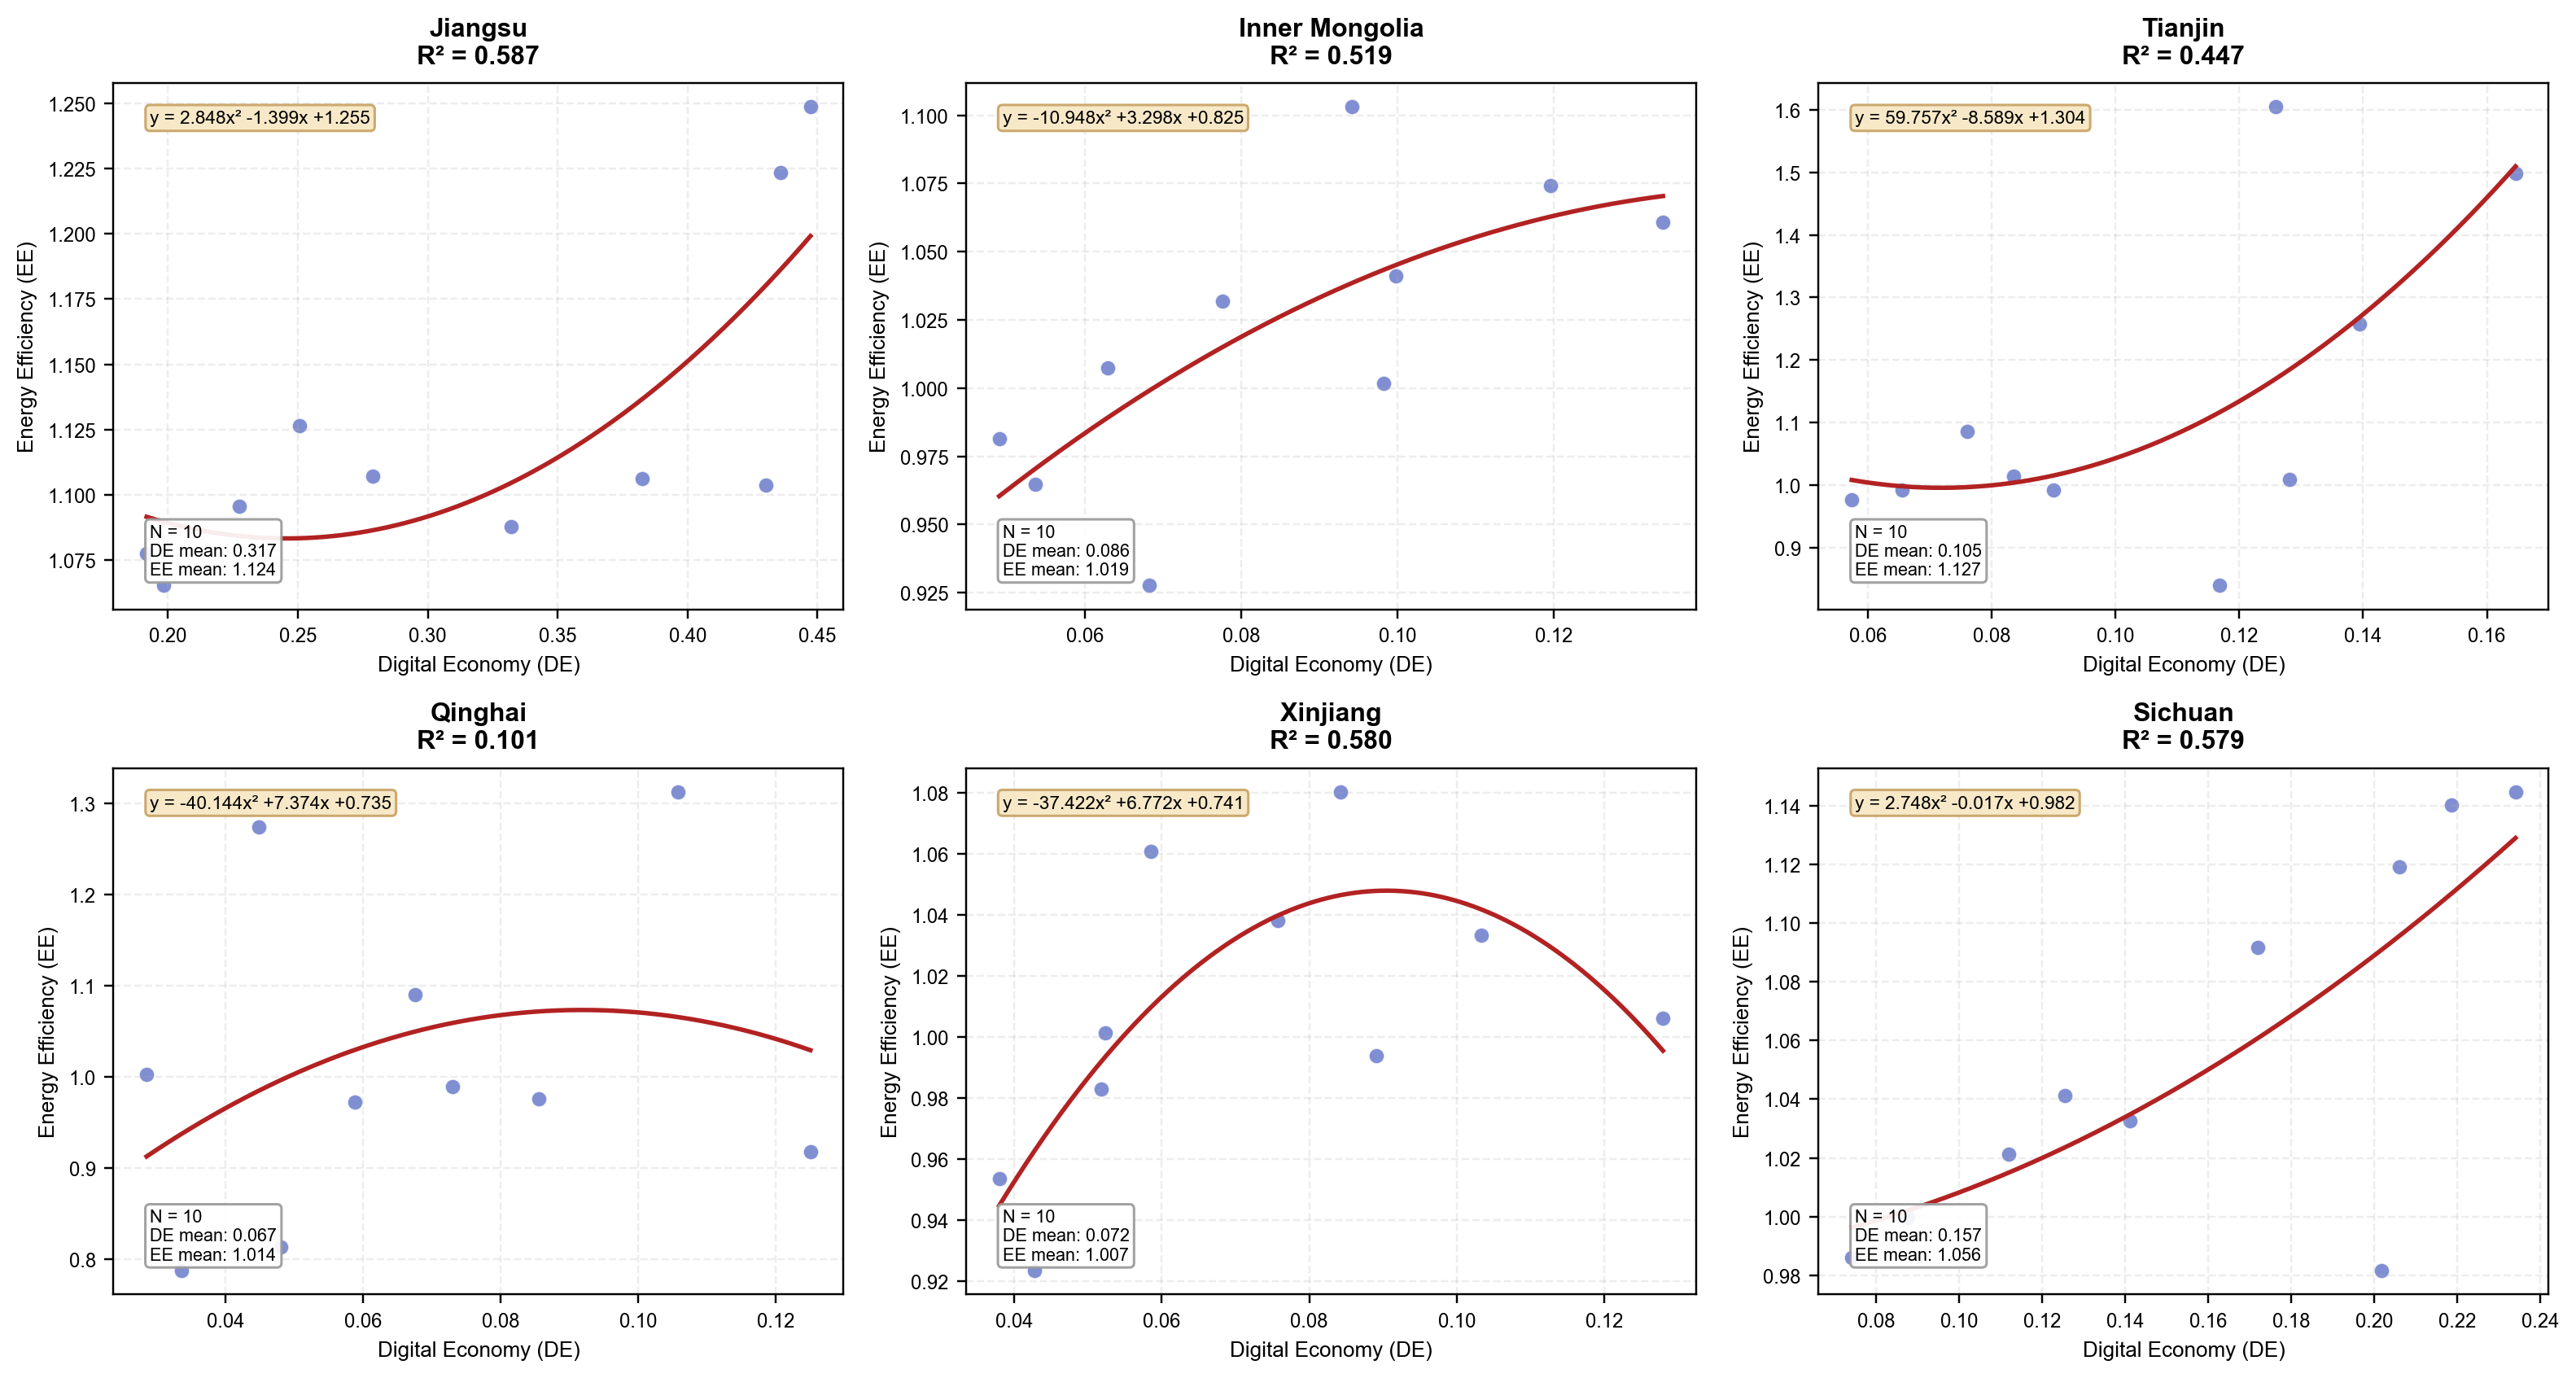 Jiangsu
R² = 0.587
y = 2.848x² -1.399x +1.255
1.250
1.225
1.200
1.175
1.150
1.125
1.100
1.075
Energy Efficiency (EE)
N = 10
DE mean: 0.317
EE mean: 1.124
0.20 0.25 0.30 0.35 0.40 0.45
Digital Economy (DE)
Inner Mongolia
R² = 0.519
y = -10.948x² +3.298x +0.825
1.100
1.075
1.050
1.025
1.000
0.975
0.950
0.925
Energy Efficiency (EE)
N = 10
DE mean: 0.086
EE mean: 1.019
0.06 0.08 0.10 0.12
Digital Economy (DE)
Tianjin
R² = 0.447
y = 59.757x² -8.589x +1.304
1.6
1.5
1.4
1.3
1.2
1.1
1.0
0.9
Energy Efficiency (EE)
N = 10
DE mean: 0.105
EE mean: 1.127
0.06 0.08 0.10 0.12 0.14 0.16
Digital Economy (DE)
Qinghai
R² = 0.101
y = -40.144x² +7.374x +0.735
1.3
1.2
1.1
1.0
0.9
0.8
Energy Efficiency (EE)
N = 10
DE mean: 0.067
EE mean: 1.014
0.04 0.06 0.08 0.10 0.12
Digital Economy (DE)
Xinjiang
R² = 0.580
y = -37.422x² +6.772x +0.741
1.08
1.06
1.04
1.02
1.00
0.98
0.96
0.94
0.92
Energy Efficiency (EE)
N = 10
DE mean: 0.072
EE mean: 1.007
0.04 0.06 0.08 0.10 0.12
Digital Economy (DE)
Sichuan
R² = 0.579
y = 2.748x² -0.017x +0.982
1.14
1.12
1.10
1.08
1.06
1.04
1.02
1.00
0.98
Energy Efficiency (EE)
N = 10
DE mean: 0.157
EE mean: 1.056
0.08 0.10 0.12 0.14 0.16 0.18 0.20 0.22 0.24
Digital Economy (DE)